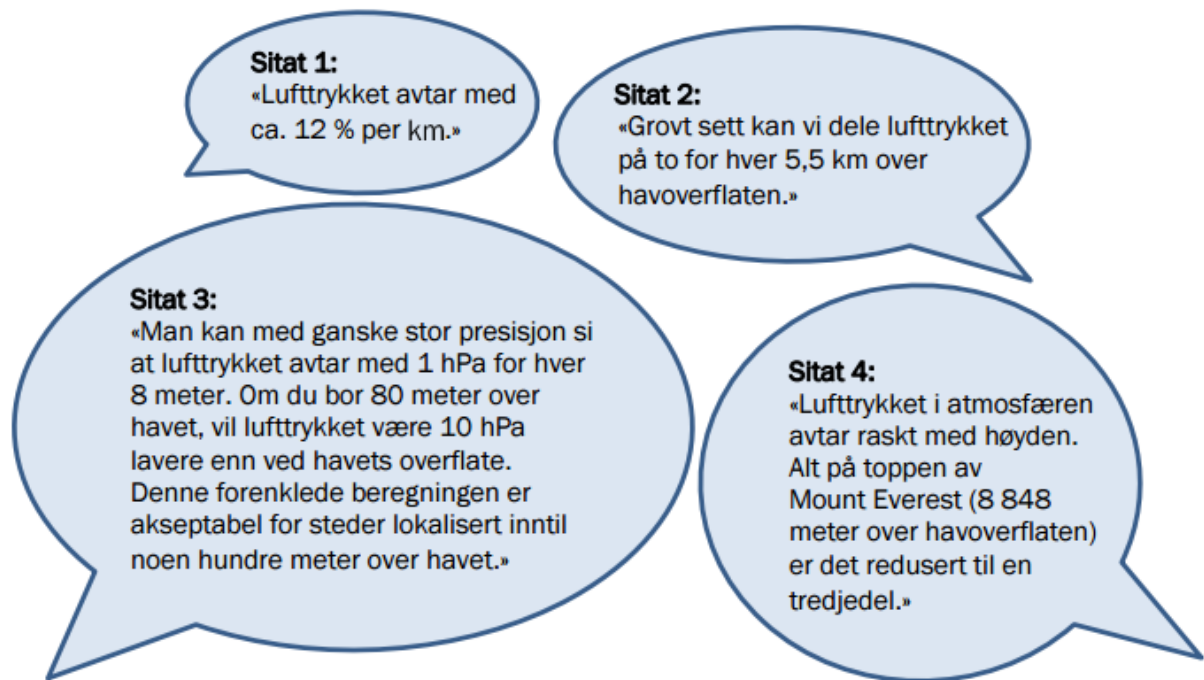 Sitat 1:
«Lufttrykket avtar med
ca. 12 % per km.»
Sitat 2:
«Grovt sett kan vi dele lufttrykket
på to for hver 5,5 km over
havoverflaten.»
Sitat 3:
«Man kan med ganske stor presisjon si
at lufttrykket avtar med 1 hPa for hver
8 meter. Om du bor 80 meter over
havet, vil lufttrykket være 10 hPa
lavere enn ved havets overflate.
Denne forenklede beregningen er
akseptabel for steder lokalisert inntil
noen hundre meter over havet.»
Sitat 4:
«Lufttrykket i atmosfæren
avtar raskt med høyden.
Alt på toppen av
Mount Everest (8 848
meter over havoverflaten)
er det redusert til en
tredjedel.»